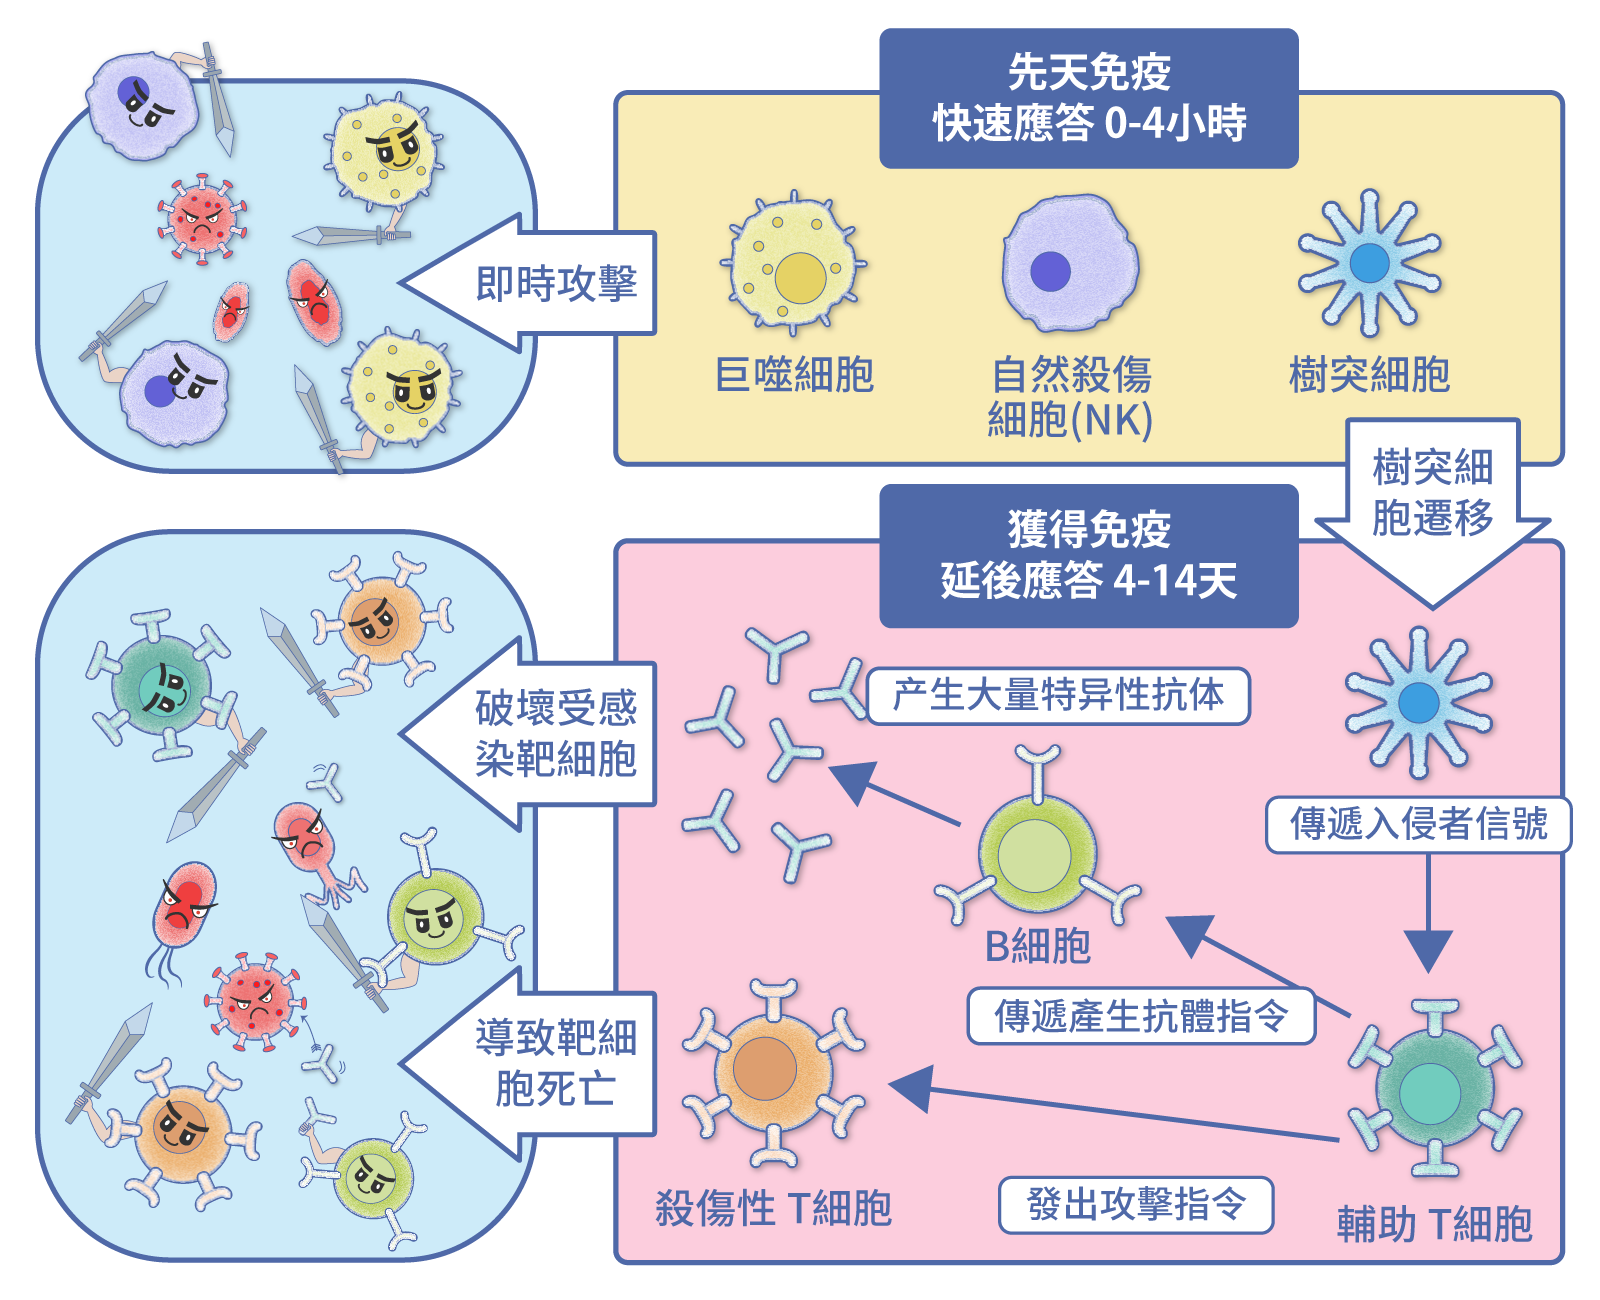 先天免疫
快速應答 0-4小時
即時攻擊
巨噬細胞
自然殺傷
細胞(NK)
樹突細胞
樹突細
胞遷移
獲得免疫
延後應答 4-14天
破壞受感
染靶細胞
产生大量特异性抗体
傳遞入侵者信號
B細胞
傳遞產生抗體指令
導致靶細
胞死亡
殺傷性 T細胞
發出攻擊指令
輔助 T細胞